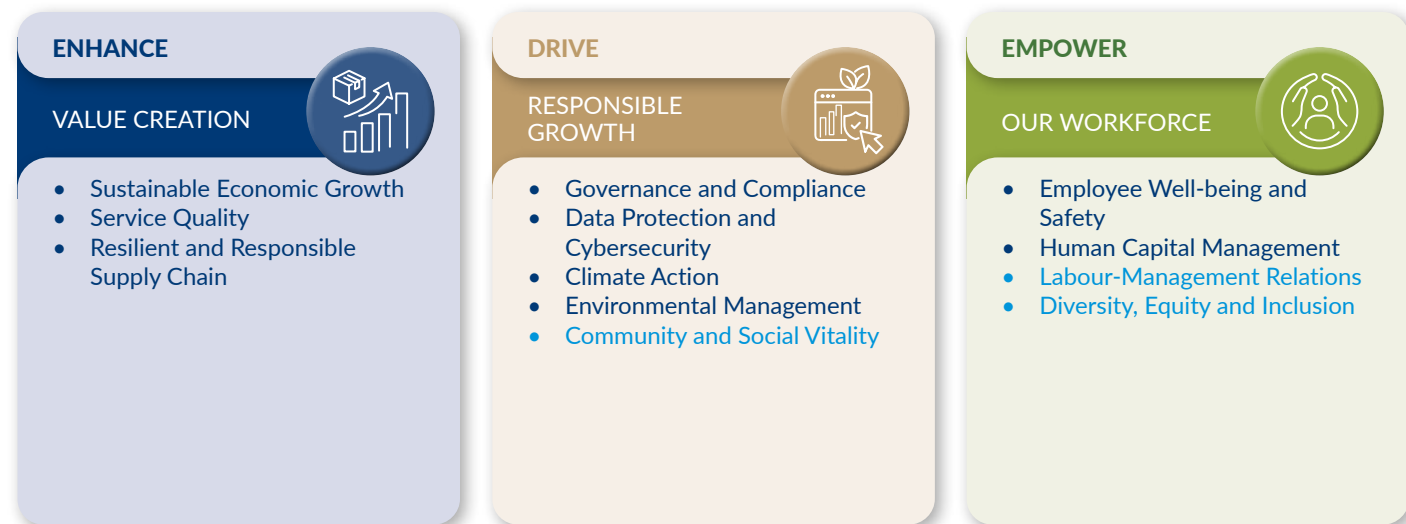 ENHANCE
VALUE CREATION
• Sustainable Economic Growth
• Service Quality
• Resilient and Responsible
Supply Chain
DRIVE
RESPONSIBLE
GROWTH
• Governance and Compliance
• Data Protection and
Cybersecurity
• Climate Action
• Environmental Management
• Community and Social Vitality
EMPOWER
OUR WORKFORCE
• Employee Well-being and
Safety
• Human Capital Management
• Labour-Management Relations
• Diversity, Equity and Inclusion